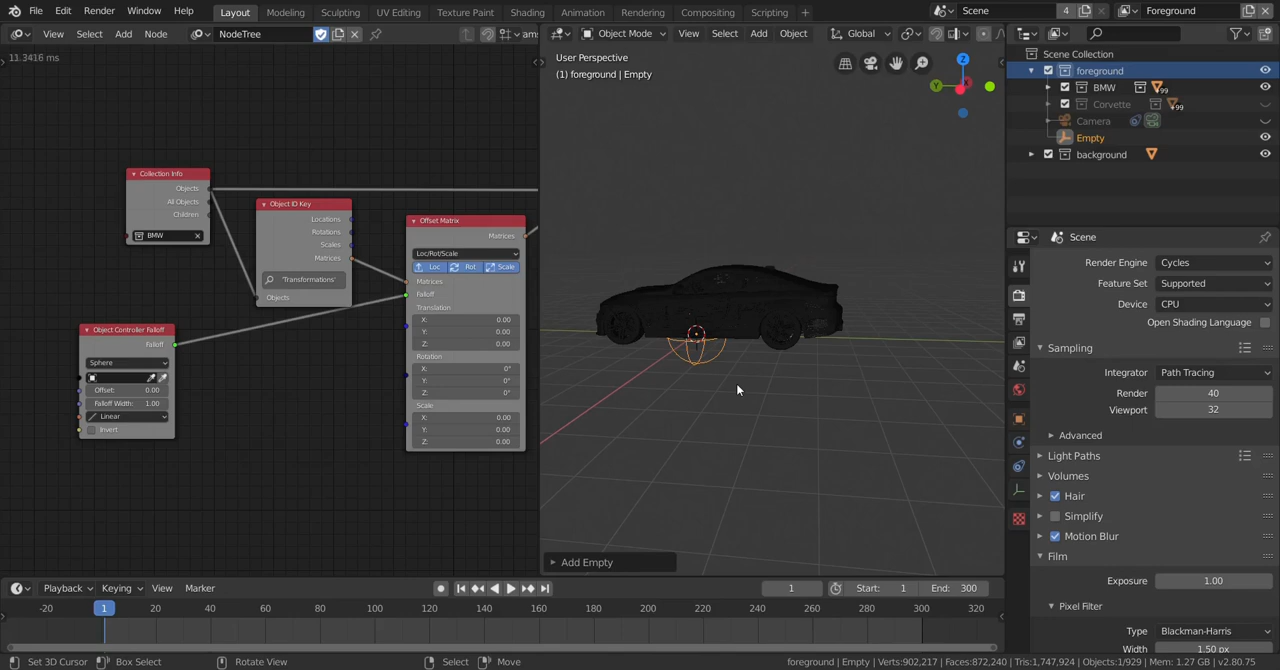 File Edit Render Window Help Layout Modeling Sculpting UV Editing Texture Paint Shading Animation Rendering Compositing Scripting + Scene 4 Foreground
View Select Add Node NodeTree
11.3416 ms
Collection Info
Objects
All Objects
Children
BMW
Object ID Key
Locations
Rotations
Scales
Matrices
'Transformations'
Objects
Offset Matrix
Matrices
Loc/Rot/Scale
Loc Rot Scale
Matrices
Falloff
Translation
X: 0.00
Y: 0.00
Z: 0.00
Rotation
X: 0°
Y: 0°
Z: 0°
Scale
X: 0.00
Y: 0.00
Z: 0.00
Object Controller Falloff
Falloff
Sphere
Offset: 0.00
Falloff Width: 1.00
Linear
Invert
Object Mode View Select Add Object Global
User Perspective
(1) foreground | Empty
Z
Y
X
Add Empty
Scene Collection
foreground
BMW 99
Corvette 99
Camera
Empty
background
Scene
Render Engine Cycles
Feature Set Supported
Device CPU
Open Shading Language
Sampling
Integrator Path Tracing
Render 40
Viewport 32
Advanced
Light Paths
Volumes
Hair
Simplify
Motion Blur
Film
Exposure 1.00
Pixel Filter
Type Blackman-Harris
Width 1.50 px
Playback Keying View Marker 1 Start: 1 End: 300
-20 1 20 40 60 80 100 120 140 160 180 200 220 240 260 280 300 320
Set 3D Cursor Box Select Rotate View Select Move foreground | Empty | Verts:902,217 | Faces:872,240 | Tris:1,747,924 | Objects:1/929 | Mem: 1.27 GB | v2.80.75